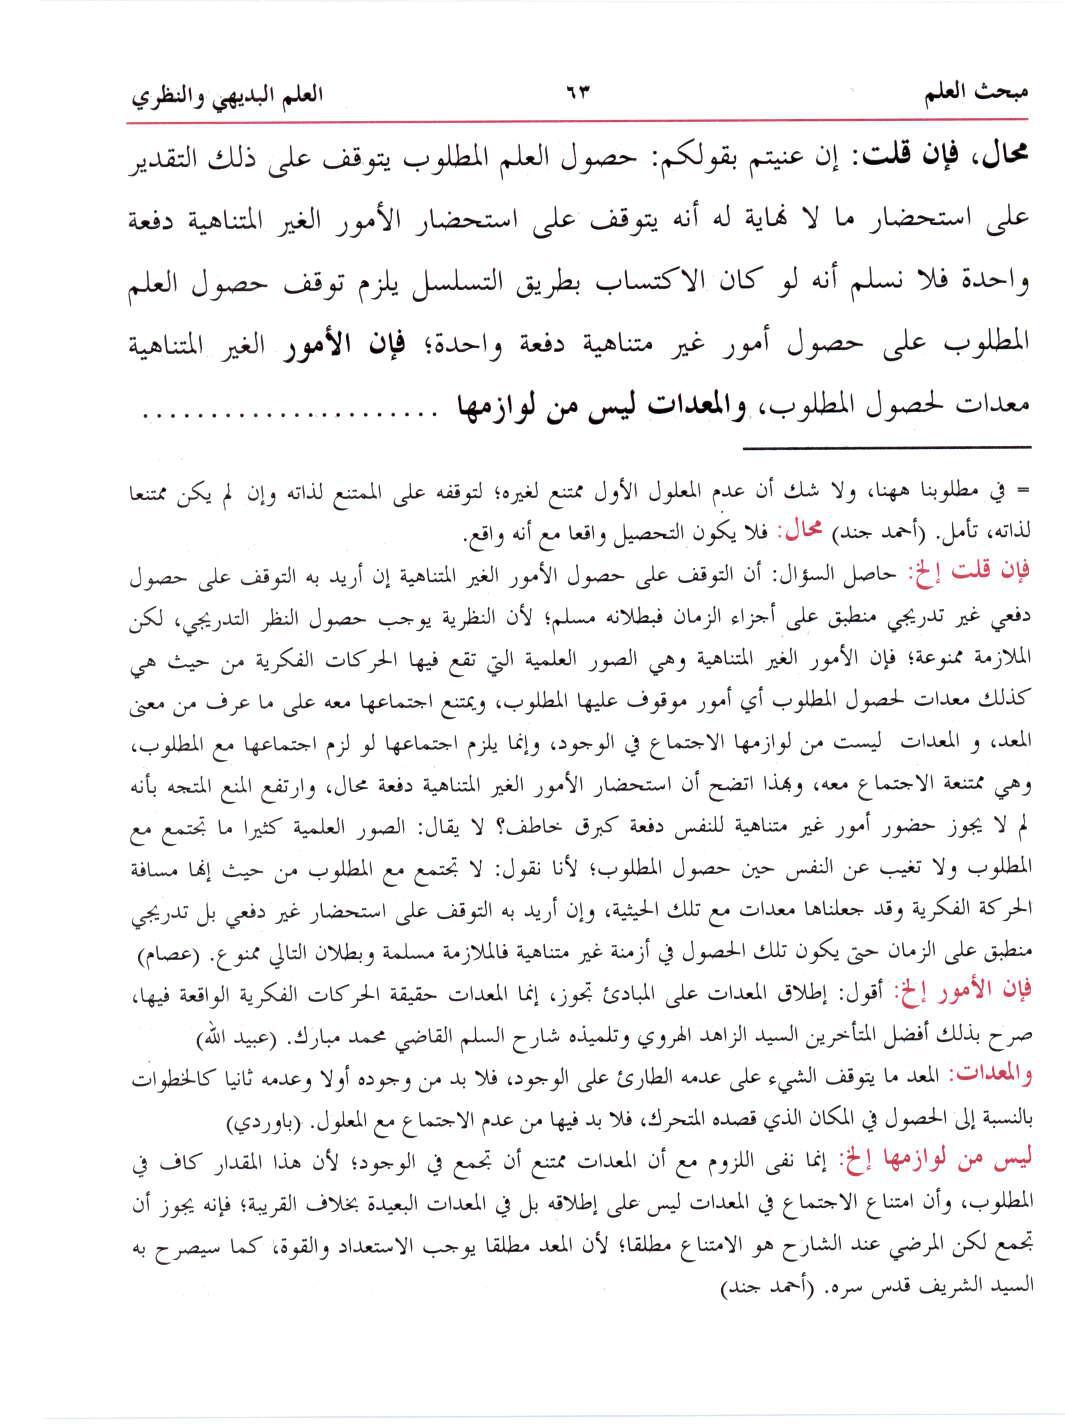 مبحث العلم ٦٣ العلم البديهي والنظري
محال، فإن قلت: إن عنيتم بقولكم: حصول العلم المطلوب يتوقف على ذلك التقدير
على استحضار ما لا نهاية له أنه يتوقف على استحضار الأمور الغير المتناهية دفعة
واحدة فلا نسلم أنه لو كان الاكتساب بطريق التسلسل يلزم توقف حصول العلم
المطلوب على حصول أمور غير متناهية دفعة واحدة؛ فإن الأمور الغير المتناهية
معدات لحصول المطلوب، والمعدات ليس من لوازمها ......................
= في مطلوبنا ههنا، ولا شك أن عدم المعلول الأول ممتنع لغيره؛ لتوقفه على الممتنع لذاته وإن لم يكن ممتنعا
لذاته، تأمل. (أحمد جند) محال: فلا يكون التحصيل واقعا مع أنه واقع.
فإن قلت إلخ: حاصل السؤال: أن التوقف على حصول الأمور الغير المتناهية إن أريد به التوقف على حصول
دفعي غير تدريجي منطبق على أجزاء الزمان فبطلانه مسلم؛ لأن النظرية يوجب حصول النظر التدريجي، لكن
الملازمة ممنوعة؛ فإن الأمور الغير المتناهية وهي الصور العلمية التي تقع فيها الحركات الفكرية من حيث هي
كذلك معدات لحصول المطلوب أي أمور موقوف عليها المطلوب، ويمتنع اجتماعها معه على ما عرف من معنى
المعد، و المعدات ليست من لوازمها الاجتماع في الوجود، وإنما يلزم اجتماعها لو لزم اجتماعها مع المطلوب،
وهي ممتنعة الاجتماع معه، وبهذا اتضح أن استحضار الأمور الغير المتناهية دفعة محال، وارتفع المنع المتجه بأنه
لم لا يجوز حضور أمور غير متناهية للنفس دفعة كبرق خاطف؟ لا يقال: الصور العلمية كثيرا ما تجتمع مع
المطلوب ولا تغيب عن النفس حين حصول المطلوب؛ لأنا نقول: لا تجتمع مع المطلوب من حيث إنها مسافة
الحركة الفكرية وقد جعلناها معدات مع تلك الحيثية، وإن أريد به التوقف على استحضار غير دفعي بل تدريجي
منطبق على الزمان حتى يكون تلك الحصول في أزمنة غير متناهية فالملازمة مسلمة وبطلان التالي ممنوع. (عصام)
فإن الأمور إلخ: أقول: إطلاق المعدات على المبادئ تجوز، إنما المعدات حقيقة الحركات الفكرية الواقعة فيها،
صرح بذلك أفضل المتأخرين السيد الزاهد الهروي وتلميذه شارح السلم القاضي محمد مبارك. (عبيد الله)
والمعدات: المعد ما يتوقف الشيء على عدمه الطارئ على الوجود، فلا بد من وجوده أولا وعدمه ثانيا كالخطوات
بالنسبة إلى الحصول في المكان الذي قصده المتحرك، فلا بد فيها من عدم الاجتماع مع المعلول. (باوردي)
ليس من لوازمها إلخ: إنما نفى اللزوم مع أن المعدات ممتنع أن تجمع في الوجود؛ لأن هذا المقدار كاف في
المطلوب، وأن امتناع الاجتماع في المعدات ليس على إطلاقه بل في المعدات البعيدة بخلاف القريبة؛ فإنه يجوز أن
تجمع لكن المرضي عند الشارح هو الامتناع مطلقا؛ لأن المعد مطلقا يوجب الاستعداد والقوة، كما سيصرح به
السيد الشريف قدس سره. (أحمد جند)